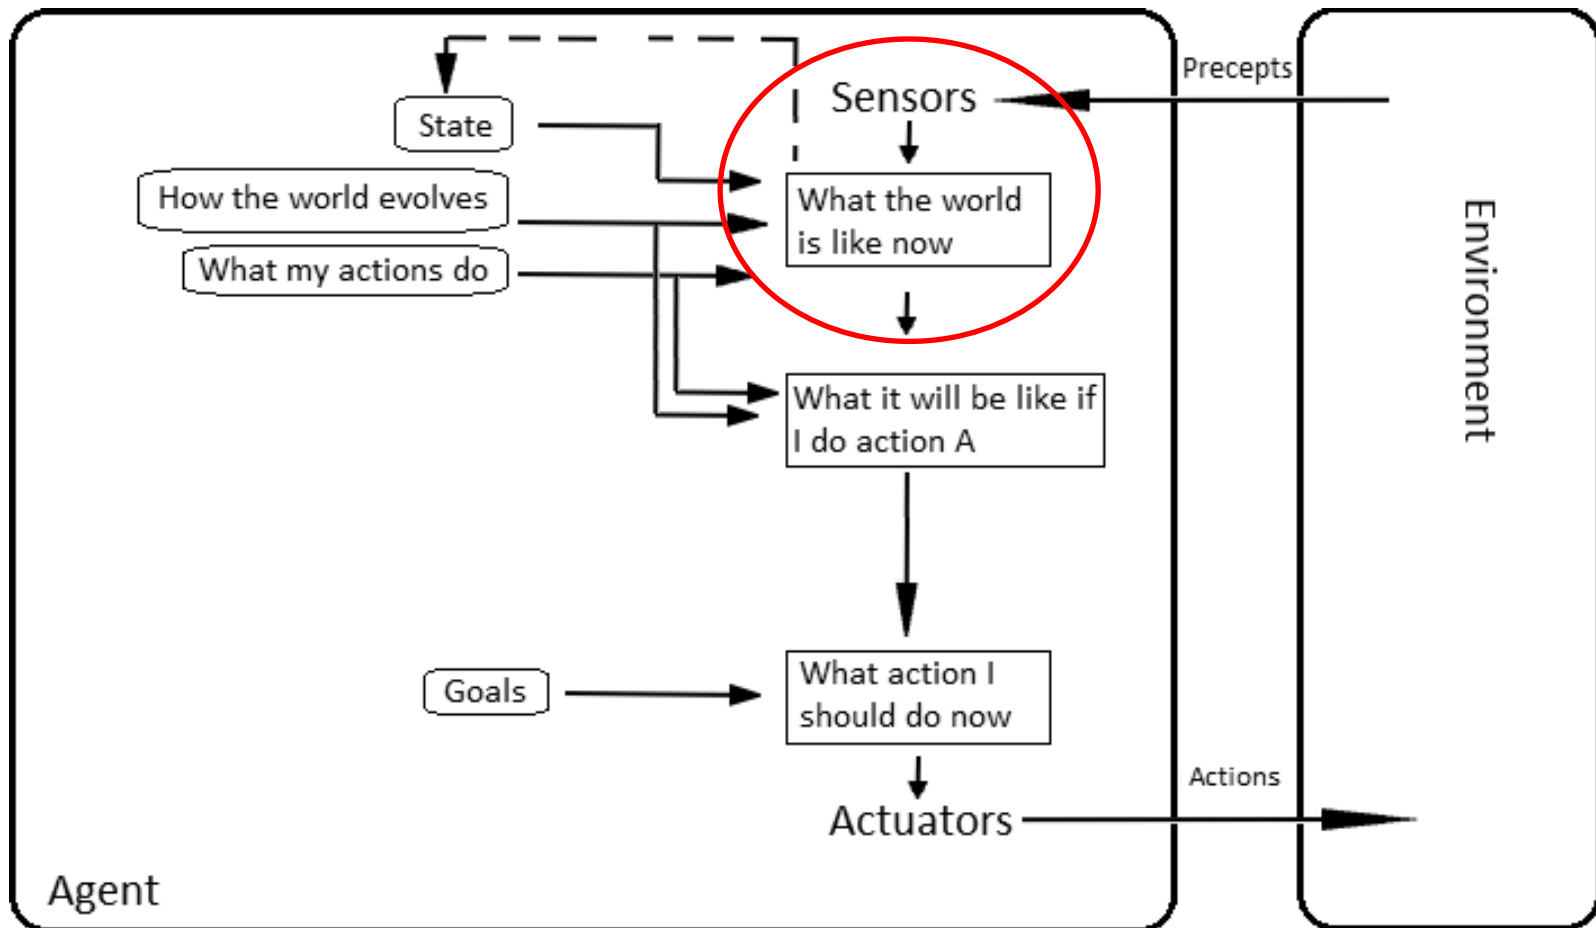 Precepts
Sensors
State
How the world evolves
What the world
is like now
What my actions do
Environment
What it will be like if
I do action A
Goals
What action I
should do now
Actions
Actuators
Agent